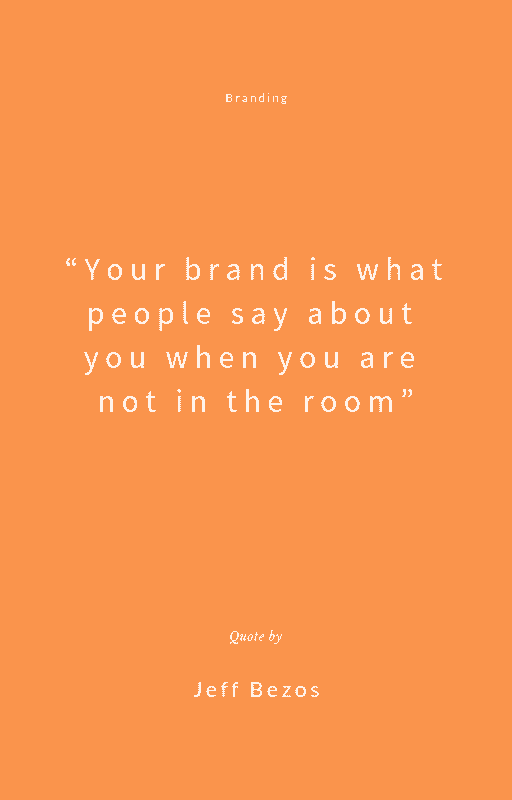 Branding
“Your brand is what
people say about
you when you are
not in the room”
Quote by
Jeff Bezos